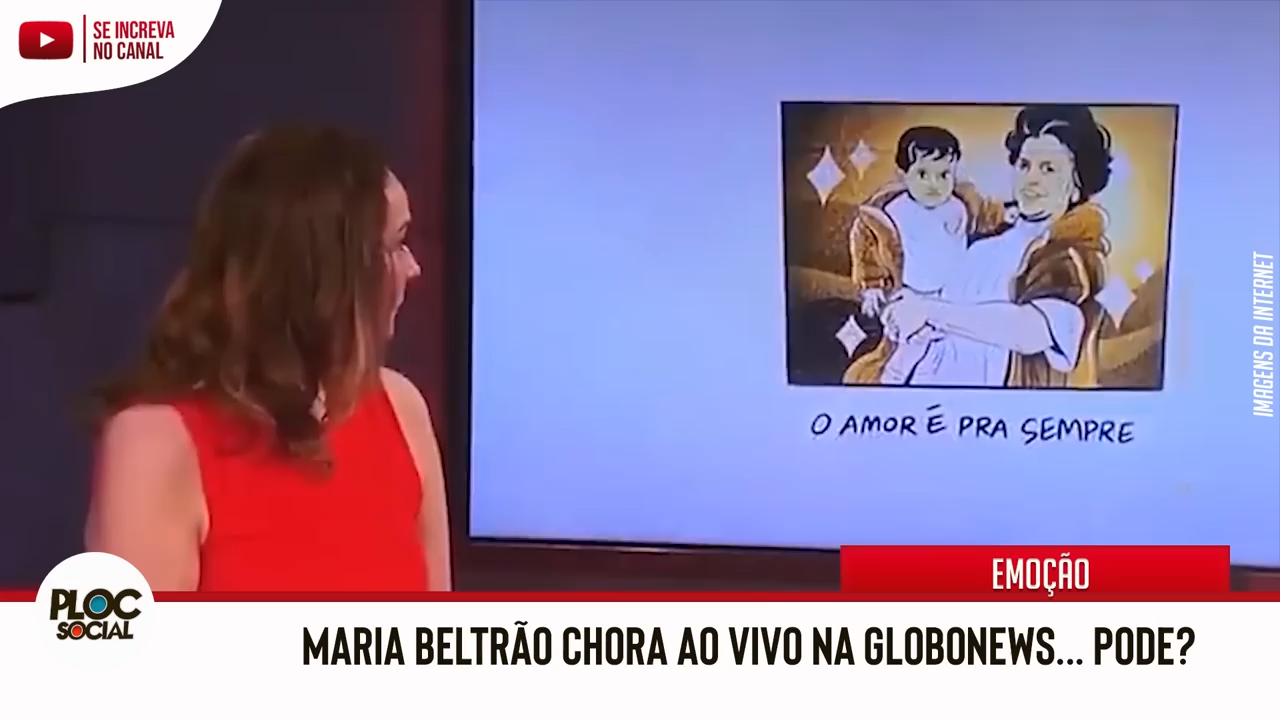 SE INCREVA
NO CANAL
O AMOR É PRA SEMPRE
IMAGENS DA INTERNET
EMOÇÃO
PLOC
SOCIAL
MARIA BELTRÃO CHORA AO VIVO NA GLOBONEWS... PODE?